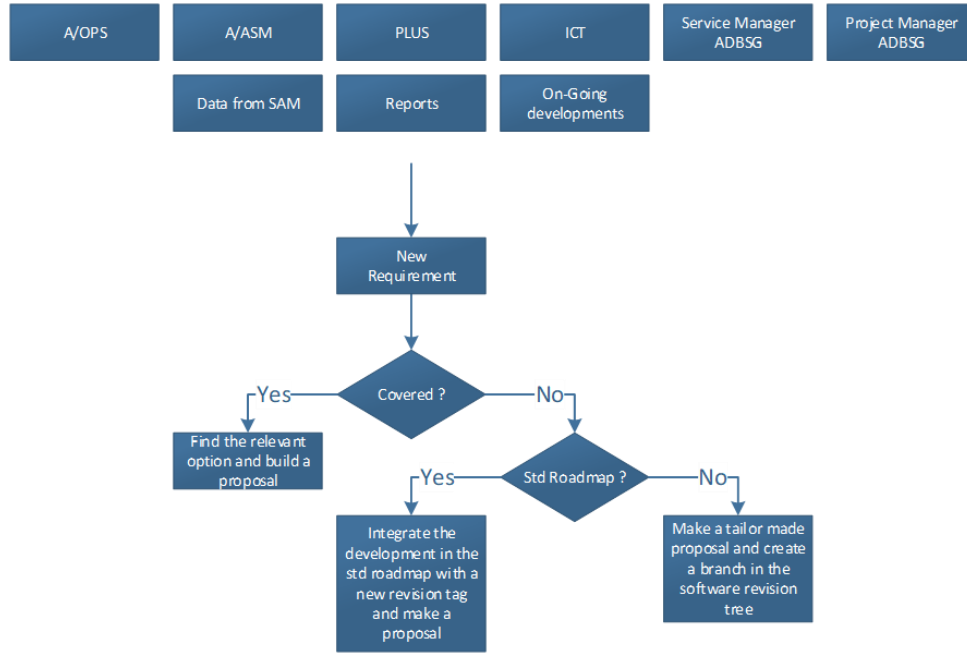 A/OPS
A/ASM
PLUS
ICT
Service Manager
ADBSG
Project Manager
ADBSG
Data from SAM
Reports
On-Going
developments
New
Requirement
Covered ?
Yes
No
Find the relevant
option and build a
proposal
Std Roadmap ?
Yes
No
Integrate the
development in the
std roadmap with a
new revision tag
and make a
proposal
Make a tailor made
proposal and create
a branch in the
software revision
tree